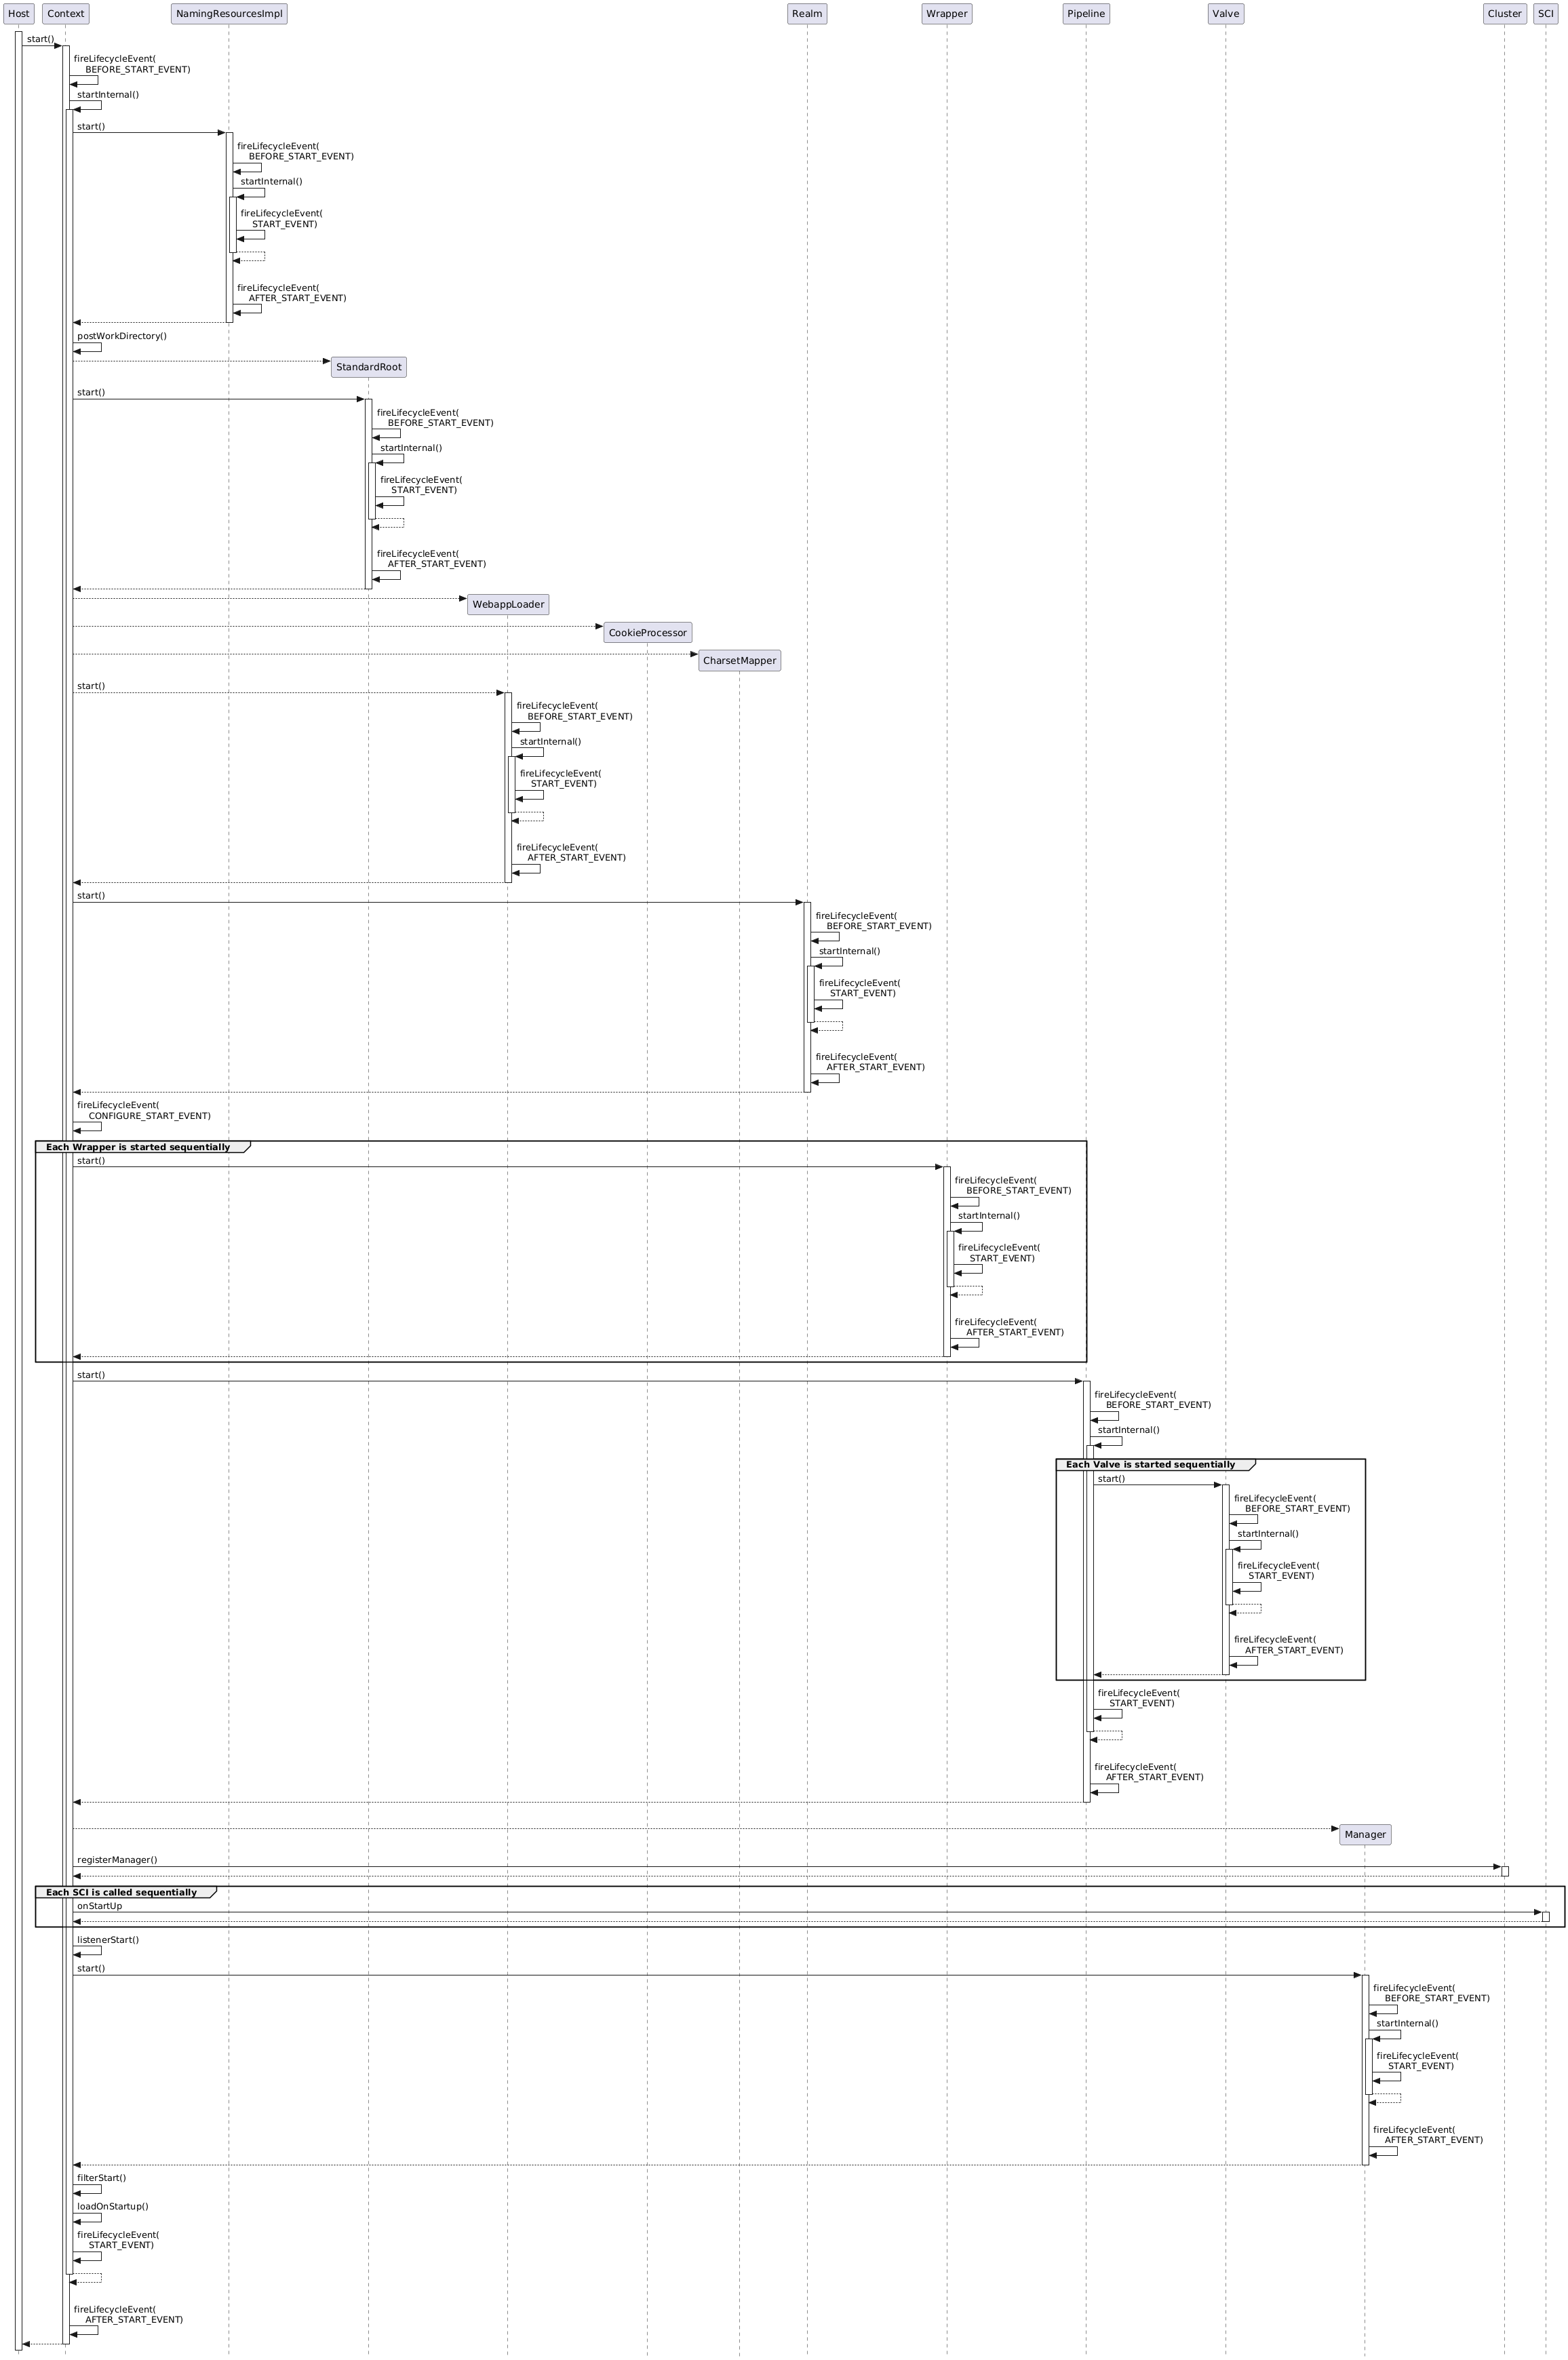 Host
Context
NamingResourcesImpl
Realm
Wrapper
Pipeline
Valve
Cluster
SCI
start()
fireLifecycleEvent(
BEFORE_START_EVENT)
startInternal()
start()
fireLifecycleEvent(
BEFORE_START_EVENT)
startInternal()
fireLifecycleEvent(
START_EVENT)
fireLifecycleEvent(
AFTER_START_EVENT)
postWorkDirectory()
StandardRoot
start()
fireLifecycleEvent(
BEFORE_START_EVENT)
startInternal()
fireLifecycleEvent(
START_EVENT)
fireLifecycleEvent(
AFTER_START_EVENT)
WebappLoader
CookieProcessor
CharsetMapper
start()
fireLifecycleEvent(
BEFORE_START_EVENT)
startInternal()
fireLifecycleEvent(
START_EVENT)
fireLifecycleEvent(
AFTER_START_EVENT)
start()
fireLifecycleEvent(
BEFORE_START_EVENT)
startInternal()
fireLifecycleEvent(
START_EVENT)
fireLifecycleEvent(
AFTER_START_EVENT)
fireLifecycleEvent(
CONFIGURE_START_EVENT)
Each Wrapper is started sequentially
start()
fireLifecycleEvent(
BEFORE_START_EVENT)
startInternal()
fireLifecycleEvent(
START_EVENT)
fireLifecycleEvent(
AFTER_START_EVENT)
start()
fireLifecycleEvent(
BEFORE_START_EVENT)
startInternal()
Each Valve is started sequentially
start()
fireLifecycleEvent(
BEFORE_START_EVENT)
startInternal()
fireLifecycleEvent(
START_EVENT)
fireLifecycleEvent(
AFTER_START_EVENT)
fireLifecycleEvent(
START_EVENT)
fireLifecycleEvent(
AFTER_START_EVENT)
Manager
registerManager()
Each SCI is called sequentially
onStartUp
listenerStart()
start()
fireLifecycleEvent(
BEFORE_START_EVENT)
startInternal()
fireLifecycleEvent(
START_EVENT)
fireLifecycleEvent(
AFTER_START_EVENT)
filterStart()
loadOnStartup()
fireLifecycleEvent(
START_EVENT)
fireLifecycleEvent(
AFTER_START_EVENT)